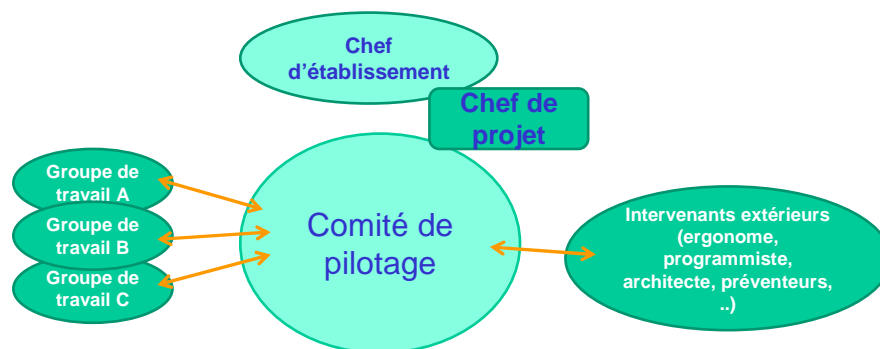 Chef
d'établissement
Chef de
projet
Groupe de
travail A
Groupe de
travail B
Groupe de
travail C
Comité de
pilotage
Intervenants extérieurs
(ergonome,
programmiste,
architecte, préventeurs,
..)